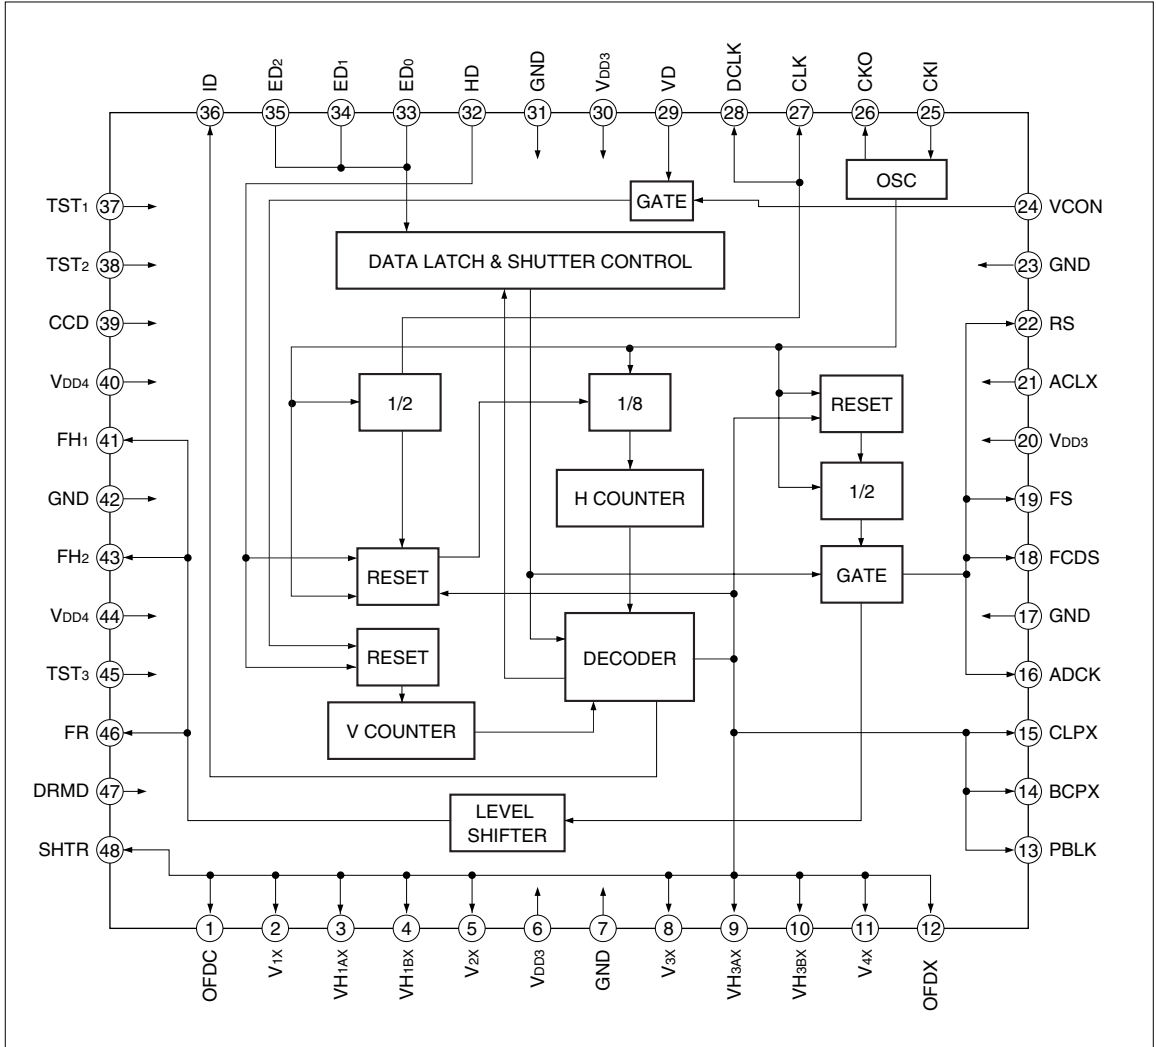 ID
ED2
ED1
ED0
HD
GND
VDD3
VD
DCLK
CLK
CKO
CKI
36
35
34
33
32
31
30
29
28
27
26
25
OSC
TST1 37
GATE
24 VCON
DATA LATCH & SHUTTER CONTROL
TST2 38
23 GND
CCD 39
22 RS
VDD4 40
1/2
1/8
RESET
21 ACLX
FH1 41
20 VDD3
GND 42
H COUNTER
1/2
19 FS
FH2 43
RESET
GATE
18 FCDS
VDD4 44
17 GND
TST3 45
RESET
DECODER
16 ADCK
FR 46
V COUNTER
15 CLPX
DRMD 47
14 BCPX
LEVEL
SHIFTER
SHTR 48
13 PBLK
1
2
3
4
5
6
7
8
9
10
11
12
OFDC
V1X
VH1AX
VH1BX
V2X
VDD3
GND
V3X
VH3AX
VH3BX
V4X
OFDX